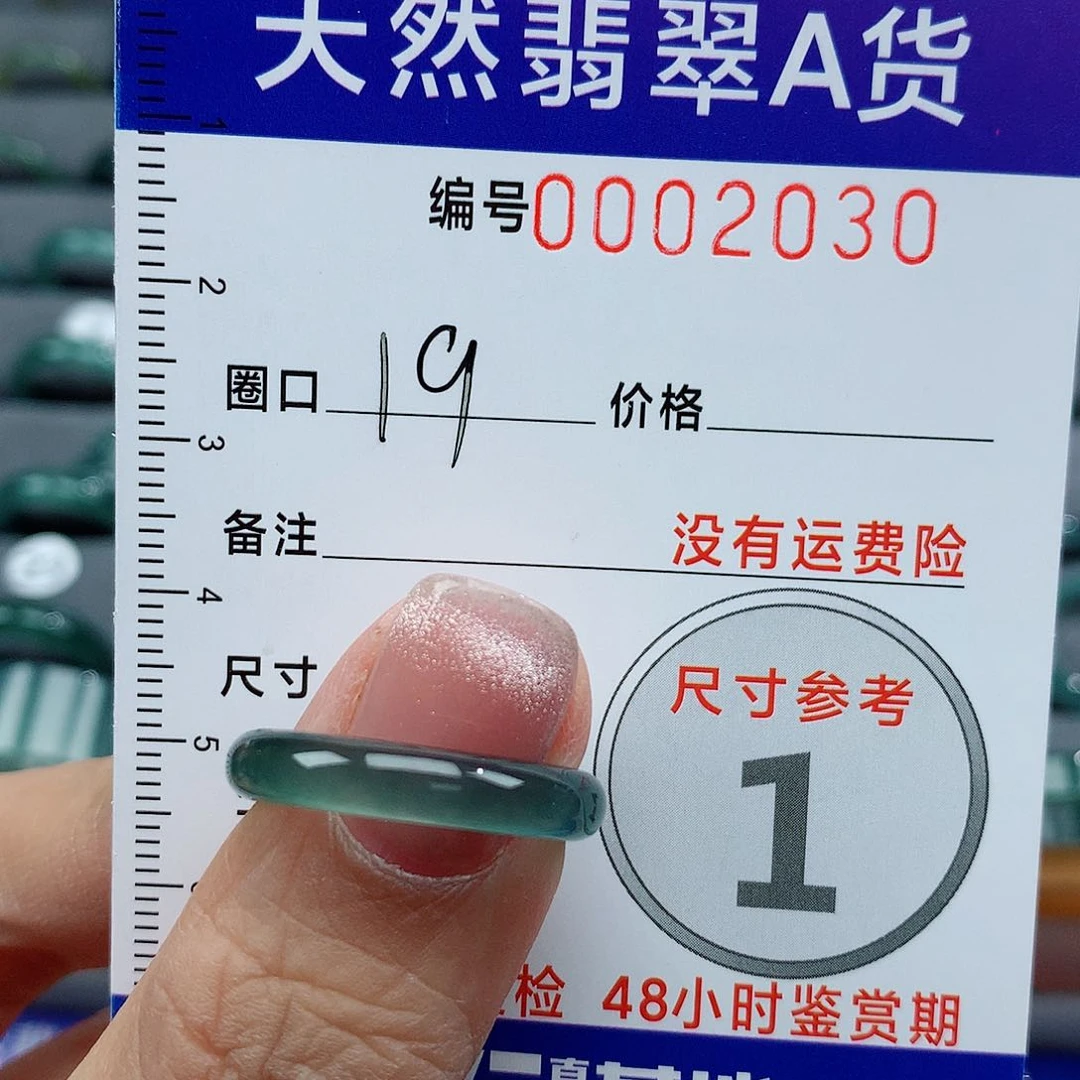 天然翡翠A货
1
编号0002030
2
圈口 19 价格
3
备注 没有运费险
4
尺寸
尺寸参考
5
1
检 48小时鉴赏期